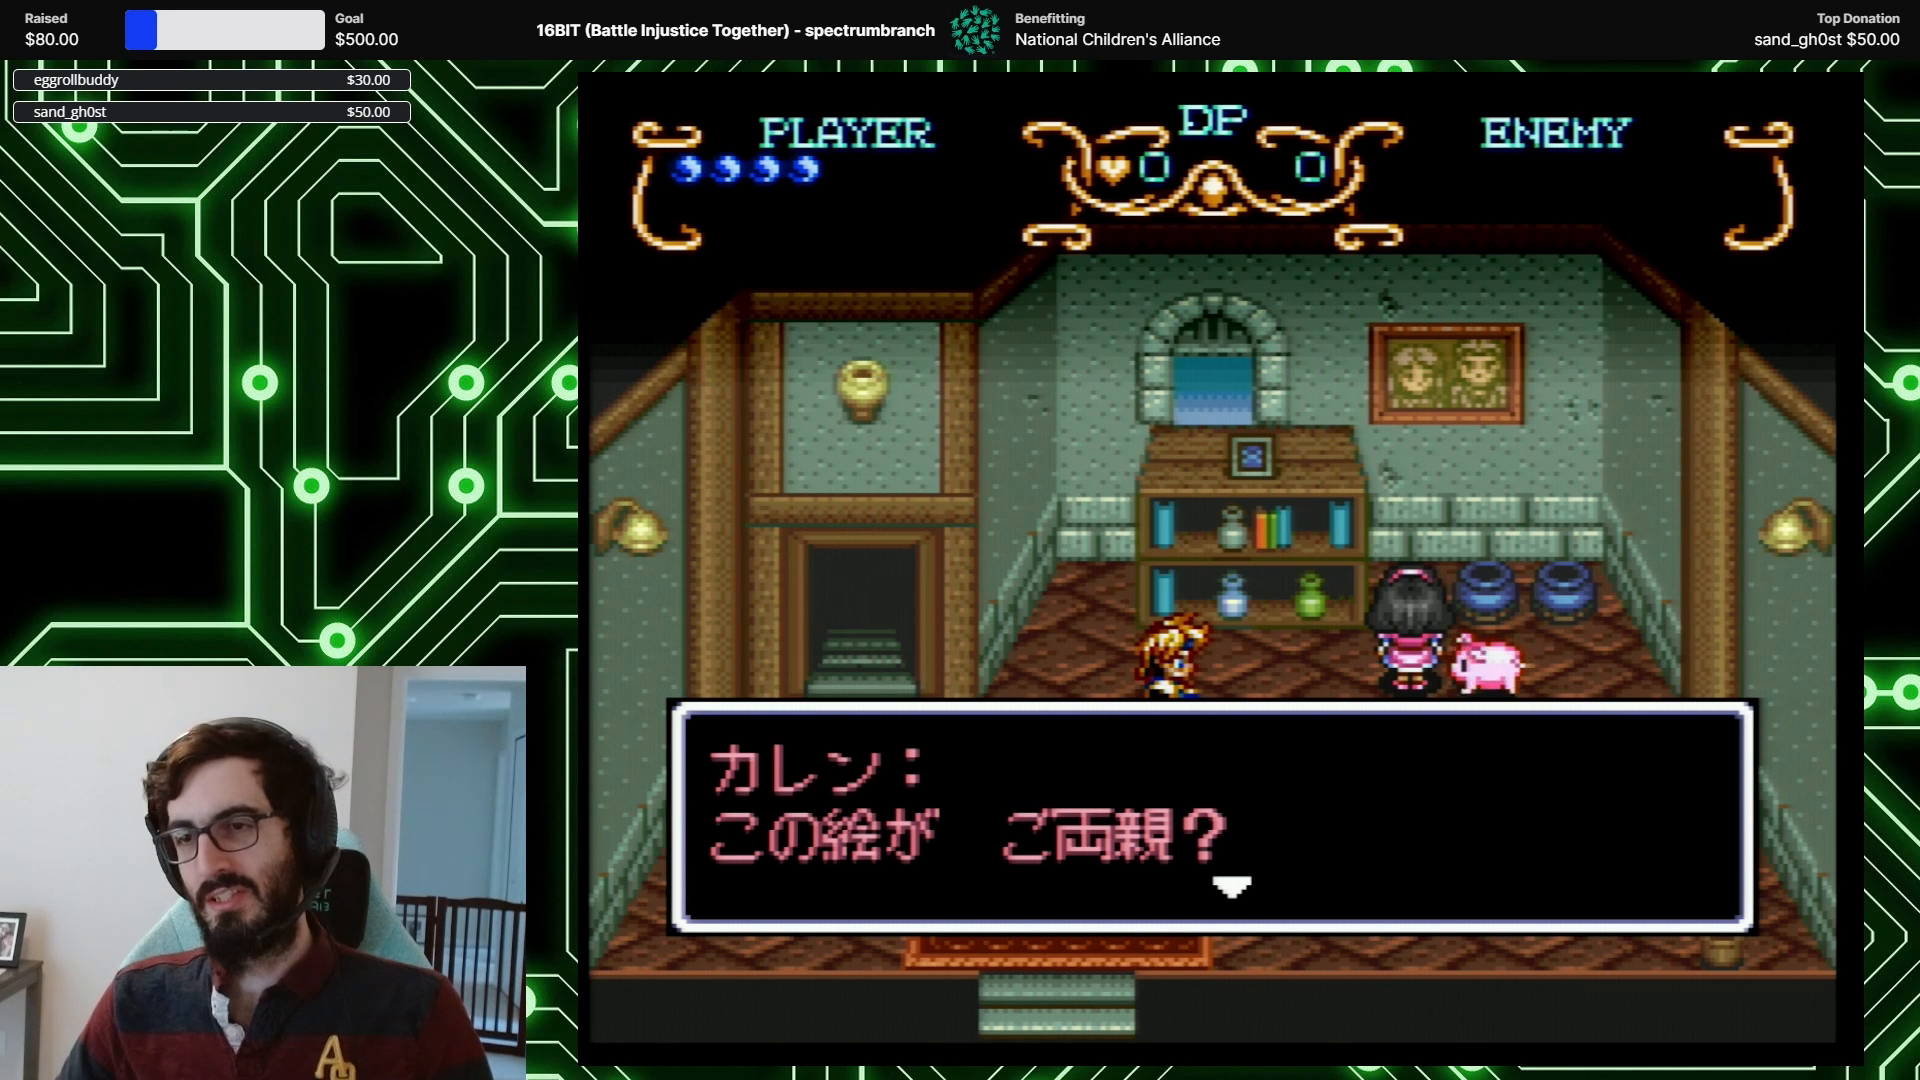 Raised
$80.00
Goal
$500.00
16BIT (Battle Injustice Together) - spectrumbranch
Benefitting
National Children's Alliance
Top Donation
sand_gh0st $50.00
eggrollbuddy $30.00
sand_gh0st $50.00
PLAYER
DP
ENEMY
0 0
カレン：
この絵が ご両親？